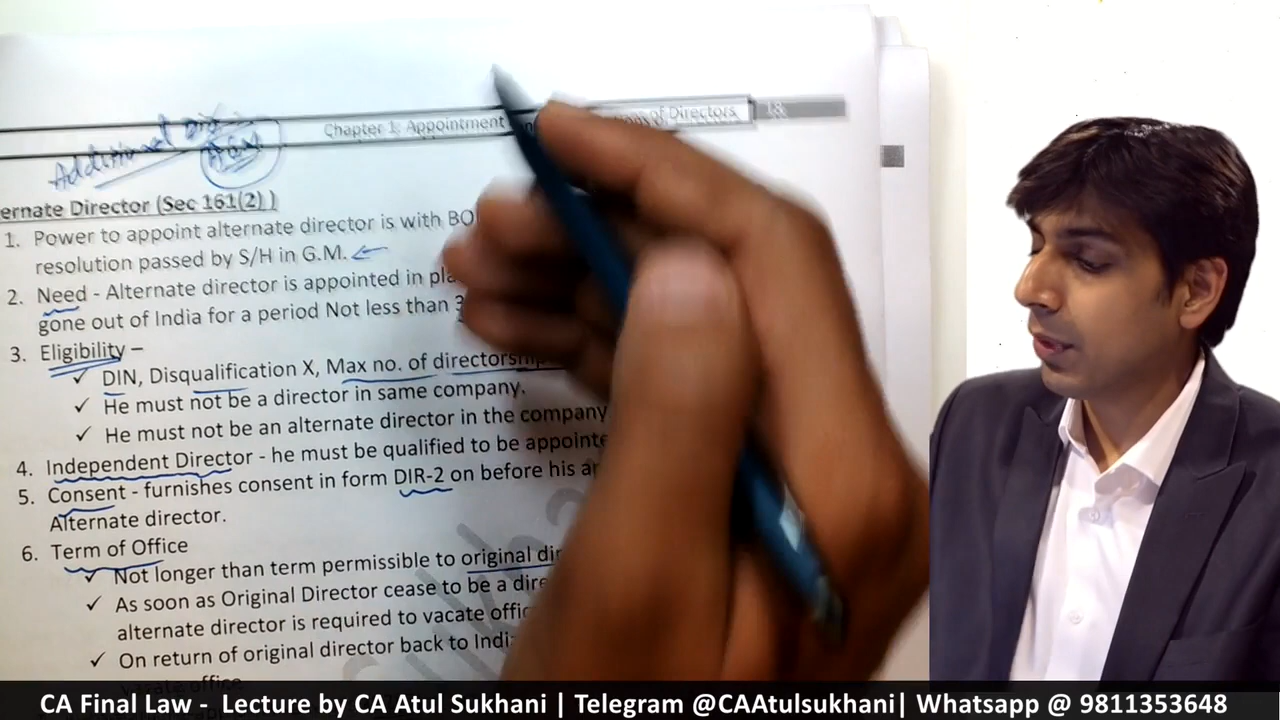 Additional Dir
AGM
Chapter 1: Appointment of Directors 18
ernate Director (Sec 161(2) )
1. Power to appoint alternate director is with BO
resolution passed by S/H in G.M.
2. Need - Alternate director is appointed in pla
gone out of India for a period Not less than 3
3. Eligibility –
✓ DIN, Disqualification X, Max no. of directorship
✓ He must not be a director in same company.
✓ He must not be an alternate director in the company
4. Independent Director - he must be qualified to be appointe
5. Consent - furnishes consent in form DIR-2 on before his a
Alternate director.
6. Term of Office
✓ Not longer than term permissible to original dir
✓ As soon as Original Director cease to be a dire
alternate director is required to vacate offic
✓ On return of original director back to Indi
vacate office
CA Final Law - Lecture by CA Atul Sukhani | Telegram @CAAtulsukhani| Whatsapp @ 9811353648